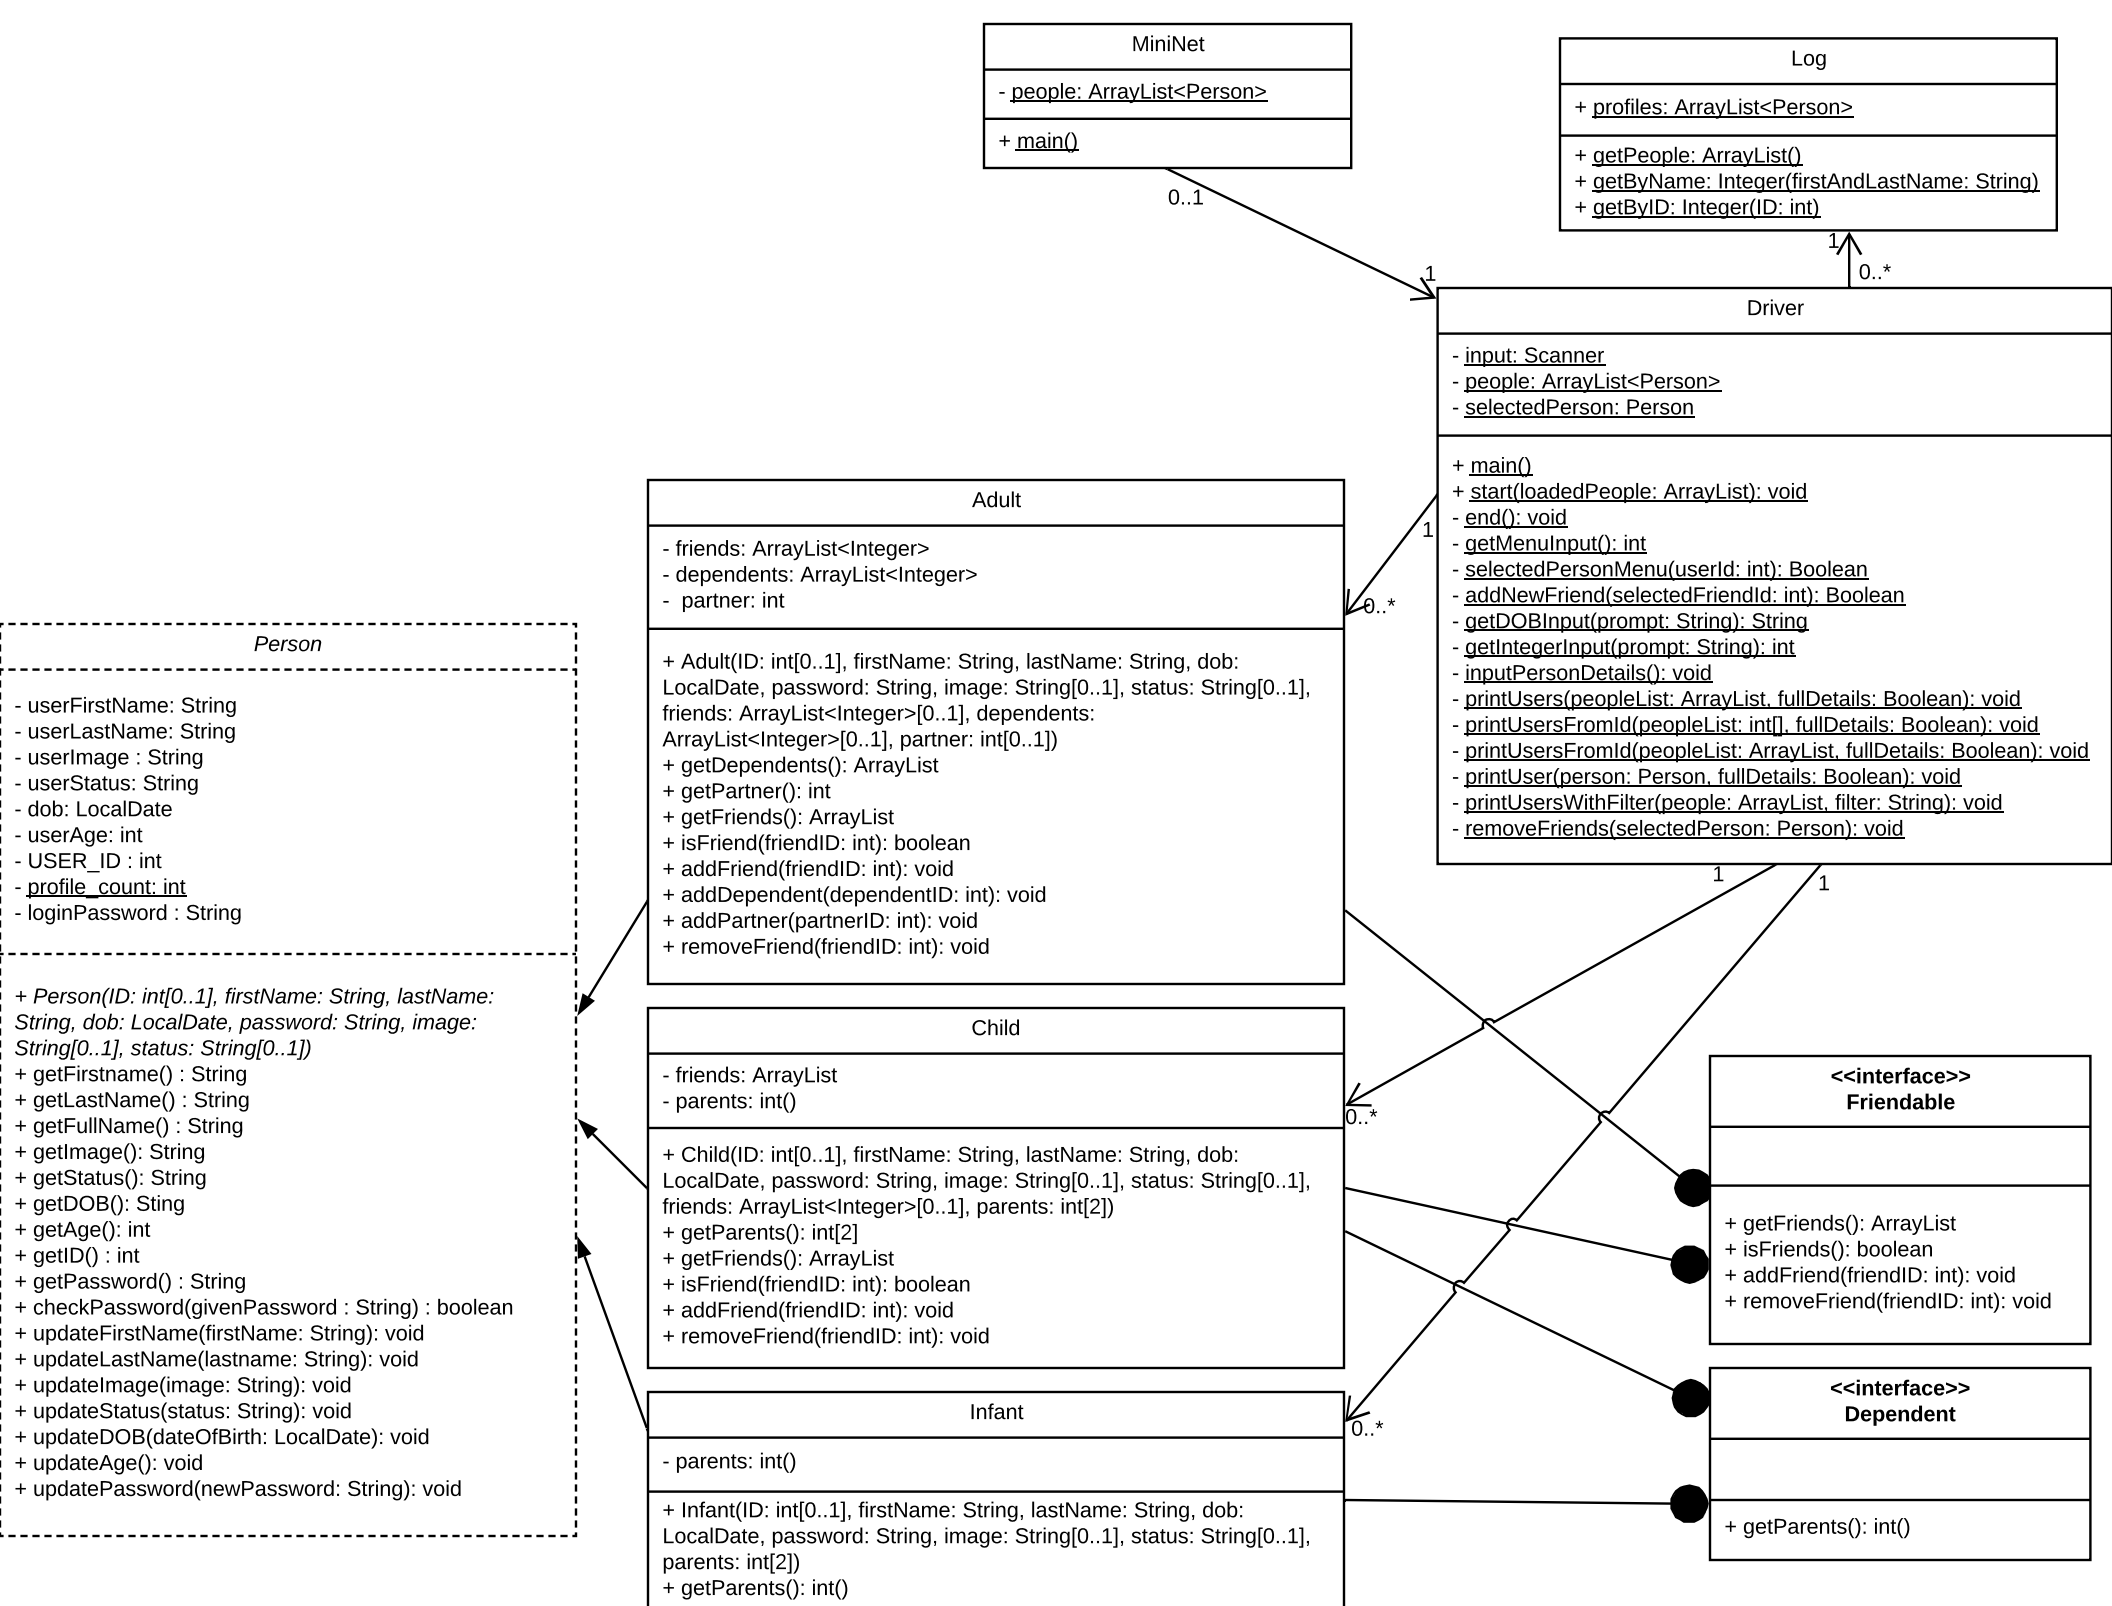 MiniNet
- people: ArrayList<Person>
+ main()
0..1
1
Log
+ profiles: ArrayList<Person>
+ getPeople: ArrayList()
+ getByName: Integer(firstAndLastName: String)
+ getByID: Integer(ID: int)
1
0..*
Driver
- input: Scanner
- people: ArrayList<Person>
- selectedPerson: Person
+ main()
+ start(loadedPeople: ArrayList): void
- end(): void
- getMenuInput(): int
- selectedPersonMenu(userId: int): Boolean
- addNewFriend(selectedFriendId: int): Boolean
- getDOBInput(prompt: String): String
- getIntegerInput(prompt: String): int
- inputPersonDetails(): void
- printUsers(peopleList: ArrayList, fullDetails: Boolean): void
- printUsersFromId(peopleList: int[], fullDetails: Boolean): void
- printUsersFromId(peopleList: ArrayList, fullDetails: Boolean): void
- printUser(person: Person, fullDetails: Boolean): void
- printUsersWithFilter(people: ArrayList, filter: String): void
- removeFriends(selectedPerson: Person): void
1
0..*
1
1
Adult
- friends: ArrayList<Integer>
- dependents: ArrayList<Integer>
-  partner: int
+ Adult(ID: int[0..1], firstName: String, lastName: String, dob:
LocalDate, password: String, image: String[0..1], status: String[0..1],
friends: ArrayList<Integer>[0..1], dependents:
ArrayList<Integer>[0..1], partner: int[0..1])
+ getDependents(): ArrayList
+ getPartner(): int
+ getFriends(): ArrayList
+ isFriend(friendID: int): boolean
+ addFriend(friendID: int): void
+ addDependent(dependentID: int): void
+ addPartner(partnerID: int): void
+ removeFriend(friendID: int): void
Person
- userFirstName: String
- userLastName: String
- userImage : String
- userStatus: String
- dob: LocalDate
- userAge: int
- USER_ID : int
- profile_count: int
- loginPassword : String
+ Person(ID: int[0..1], firstName: String, lastName:
String, dob: LocalDate, password: String, image:
String[0..1], status: String[0..1])
+ getFirstname() : String
+ getLastName() : String
+ getFullName() : String
+ getImage(): String
+ getStatus(): String
+ getDOB(): Sting
+ getAge(): int
+ getID() : int
+ getPassword() : String
+ checkPassword(givenPassword : String) : boolean
+ updateFirstName(firstName: String): void
+ updateLastName(lastname: String): void
+ updateImage(image: String): void
+ updateStatus(status: String): void
+ updateDOB(dateOfBirth: LocalDate): void
+ updateAge(): void
+ updatePassword(newPassword: String): void
Child
- friends: ArrayList
- parents: int()
+ Child(ID: int[0..1], firstName: String, lastName: String, dob:
LocalDate, password: String, image: String[0..1], status: String[0..1],
friends: ArrayList<Integer>[0..1], parents: int[2])
+ getParents(): int[2]
+ getFriends(): ArrayList
+ isFriend(friendID: int): boolean
+ addFriend(friendID: int): void
+ removeFriend(friendID: int): void
0..*
<<interface>>
Friendable
+ getFriends(): ArrayList
+ isFriends(): boolean
+ addFriend(friendID: int): void
+ removeFriend(friendID: int): void
Infant
- parents: int()
+ Infant(ID: int[0..1], firstName: String, lastName: String, dob:
LocalDate, password: String, image: String[0..1], status: String[0..1],
parents: int[2])
+ getParents(): int()
0..*
<<interface>>
Dependent
+ getParents(): int()